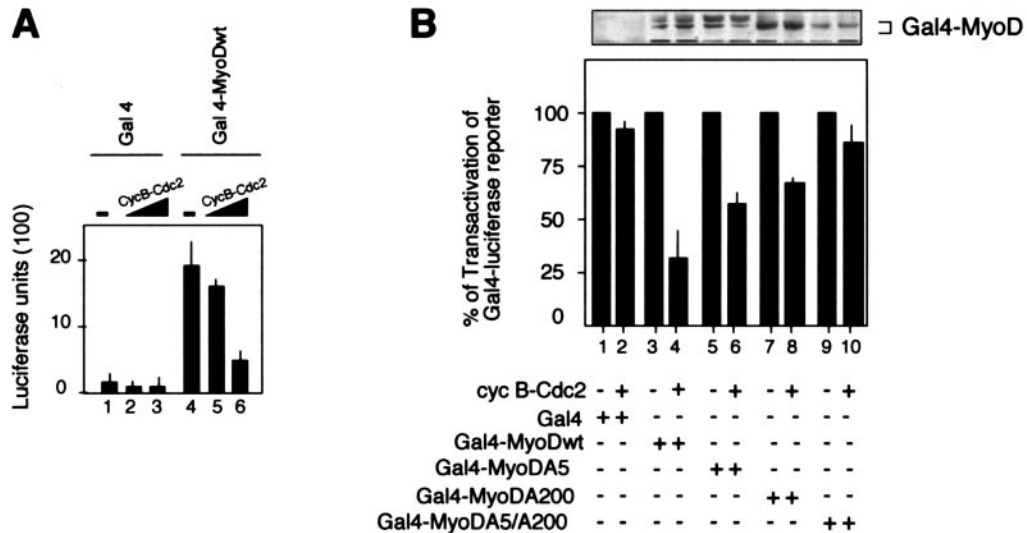 A
Gal 4
Gal 4-MyoDwt
CycB-Cdc2
CycB-Cdc2
Luciferase units (100)
20
10
0
1 2 3 4 5 6
B
Gal4-MyoD
% of Transactivation of
Gal4-luciferase reporter
100
75
50
25
0
1 2 3 4 5 6 7 8 9 10
cyc B-Cdc2 - + - + - + - + - +
Gal4 + + - - - - - - - -
Gal4-MyoDwt - - + + - - - - - -
Gal4-MyoDA5 - - - - + + - - - -
Gal4-MyoDA200 - - - - - - + + - -
Gal4-MyoDA5/A200 - - - - - - - - + +